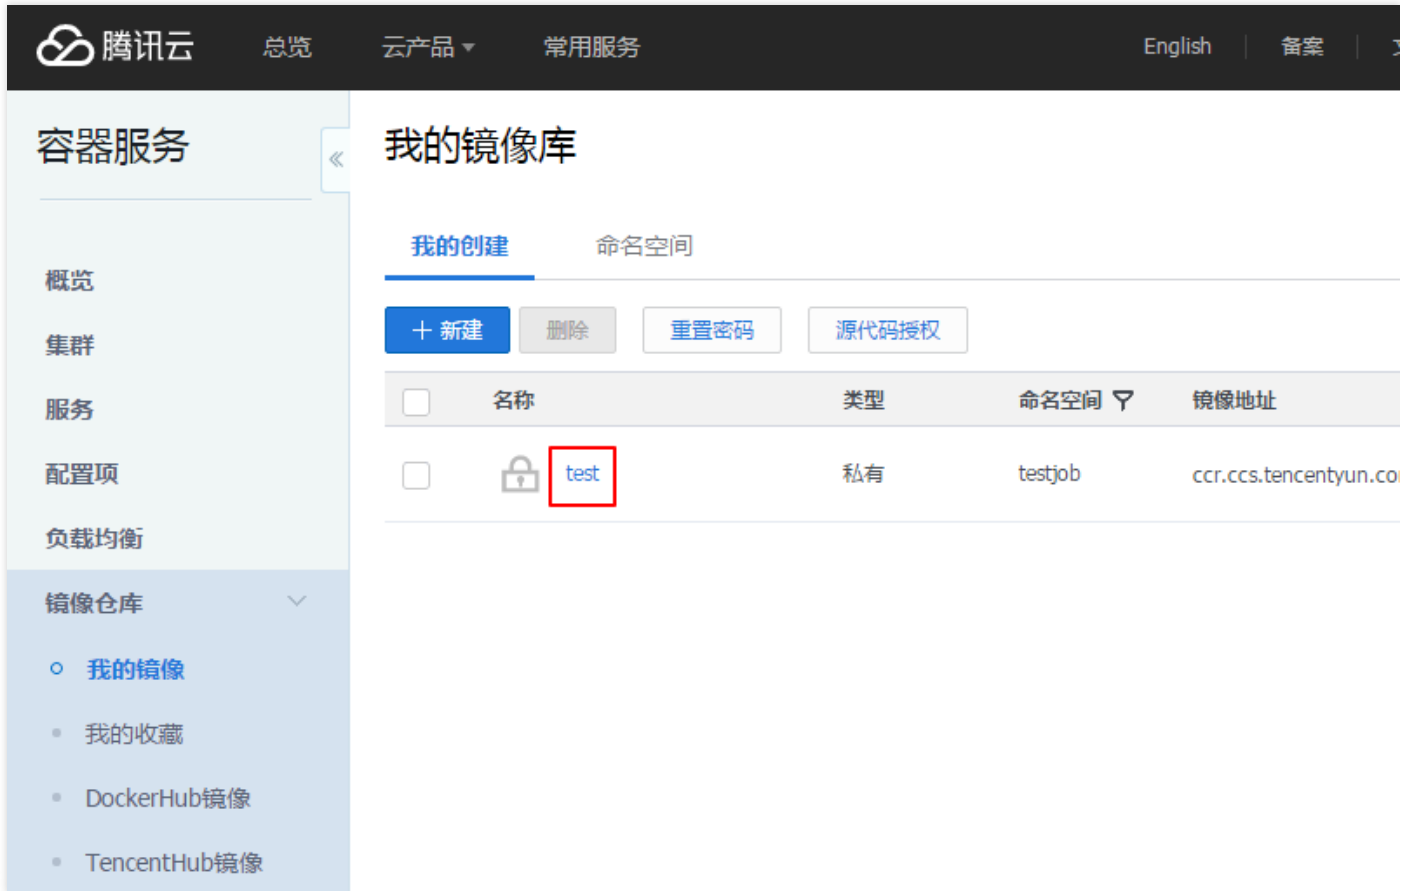 腾讯云 总览 云产品 常用服务 English 备案
容器服务
«
我的镜像库
我的创建 命名空间
+ 新建 删除 重置密码 源代码授权
名称 类型 命名空间 镜像地址
test 私有 testjob ccr.ccs.tencentyun.co
概览
集群
服务
配置项
负载均衡
镜像仓库
我的镜像
我的收藏
DockerHub镜像
TencentHub镜像